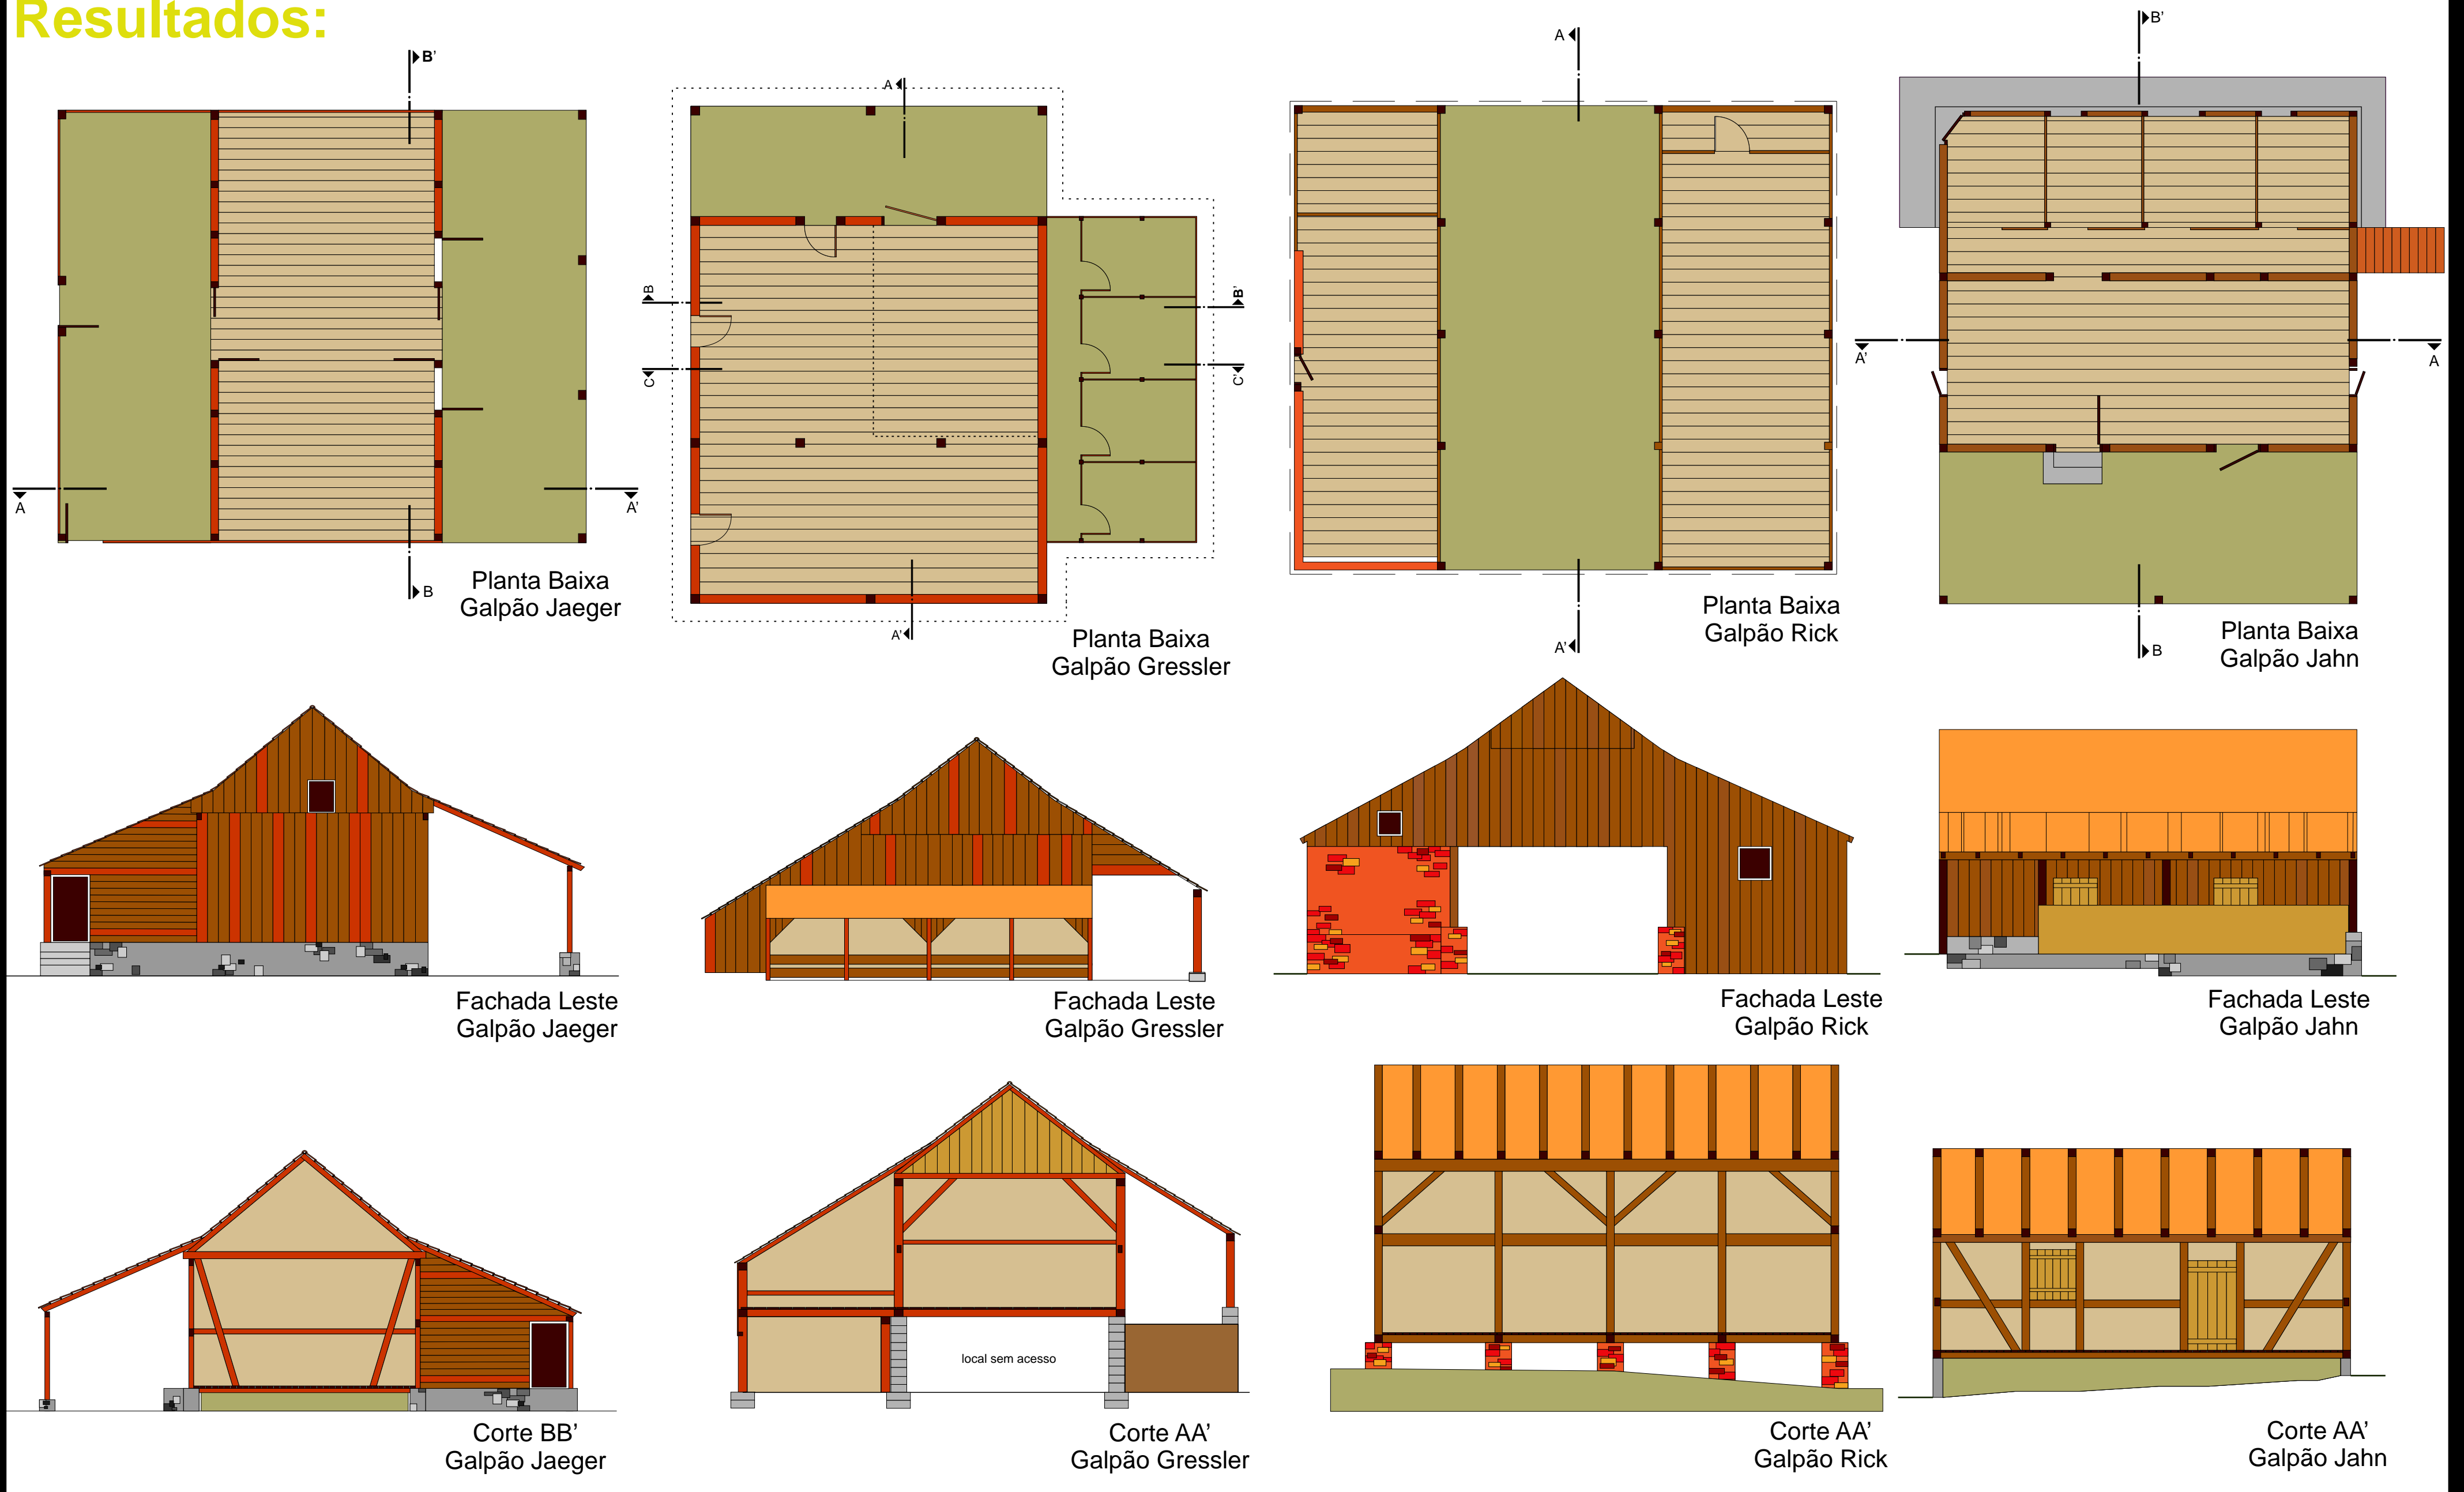 Resultados:
B’
A
A
B’
A
A’
B
Planta Baixa
Galpão Jaeger
B
C
B’
C’
A’
Planta Baixa
Galpão Gressler
A’
Planta Baixa
Galpão Rick
A’
A
B
Planta Baixa
Galpão Jahn
Fachada Leste
Galpão Jaeger
Fachada Leste
Galpão Gressler
Fachada Leste
Galpão Rick
Fachada Leste
Galpão Jahn
local sem acesso
Corte BB’
Galpão Jaeger
Corte AA’
Galpão Gressler
Corte AA’
Galpão Rick
Corte AA’
Galpão Jahn